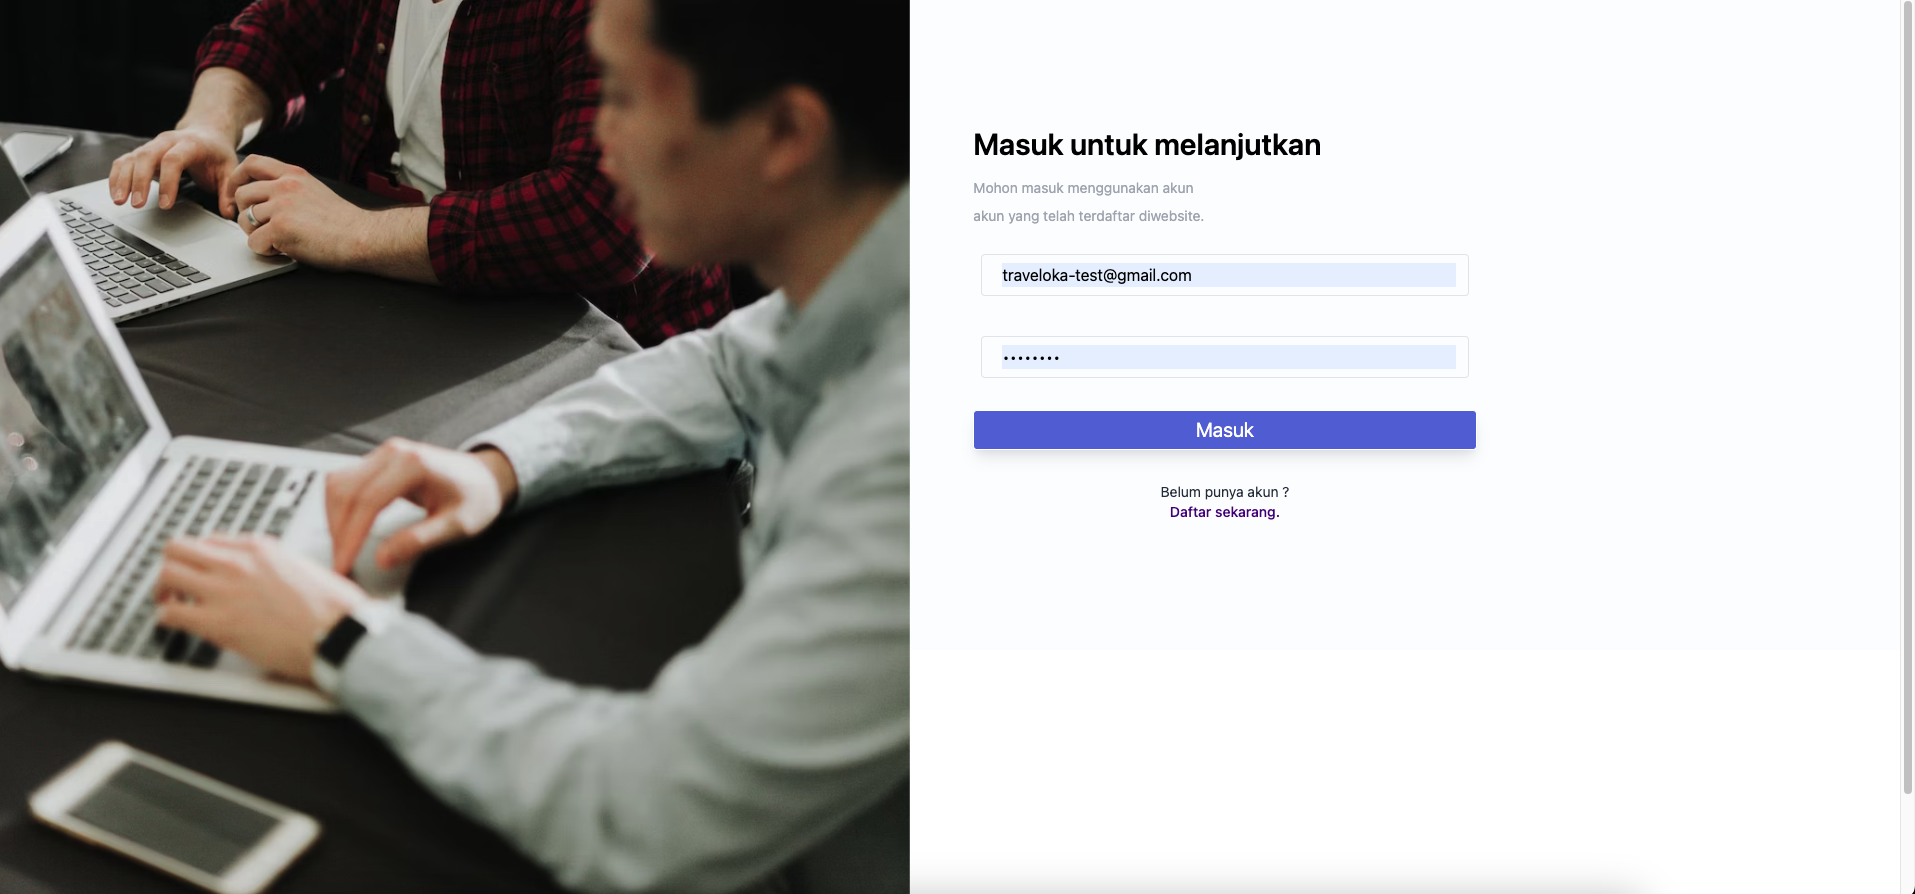 Masuk untuk melanjutkan
Mohon masuk menggunakan akun
akun yang telah terdaftar diwebsite.
traveloka-test@gmail.com
••••••••
Masuk
Belum punya akun ?
Daftar sekarang.